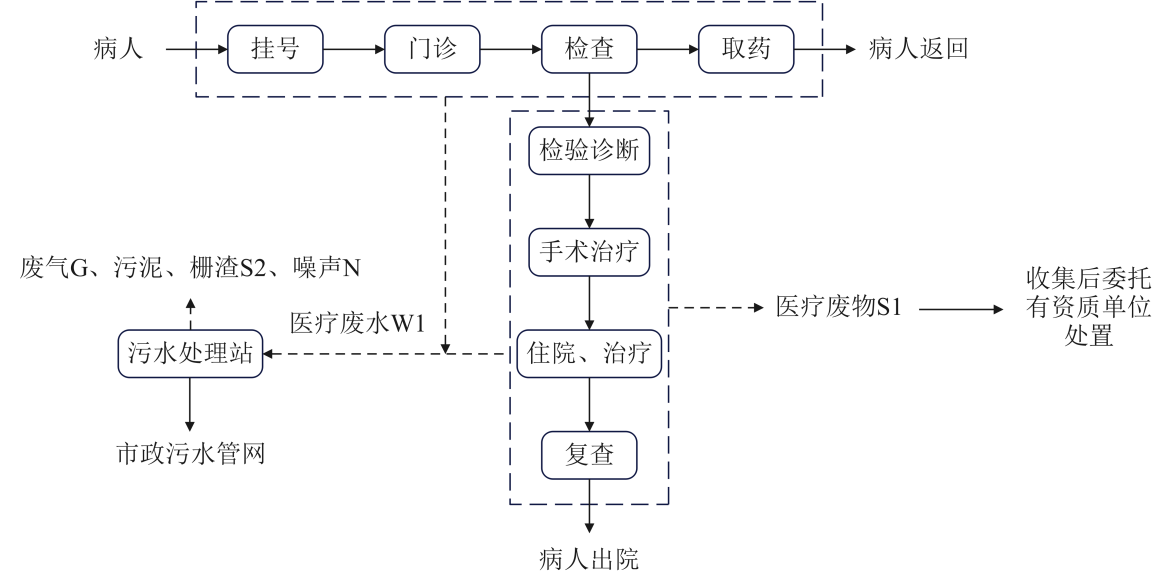 病人
挂号
门诊
检查
取药
病人返回
检验诊断
手术治疗
废气G、污泥、栅渣S2、噪声N
医疗废水W1
污水处理站
住院、治疗
医疗废物S1
收集后委托
有资质单位
处置
市政污水管网
复查
病人出院